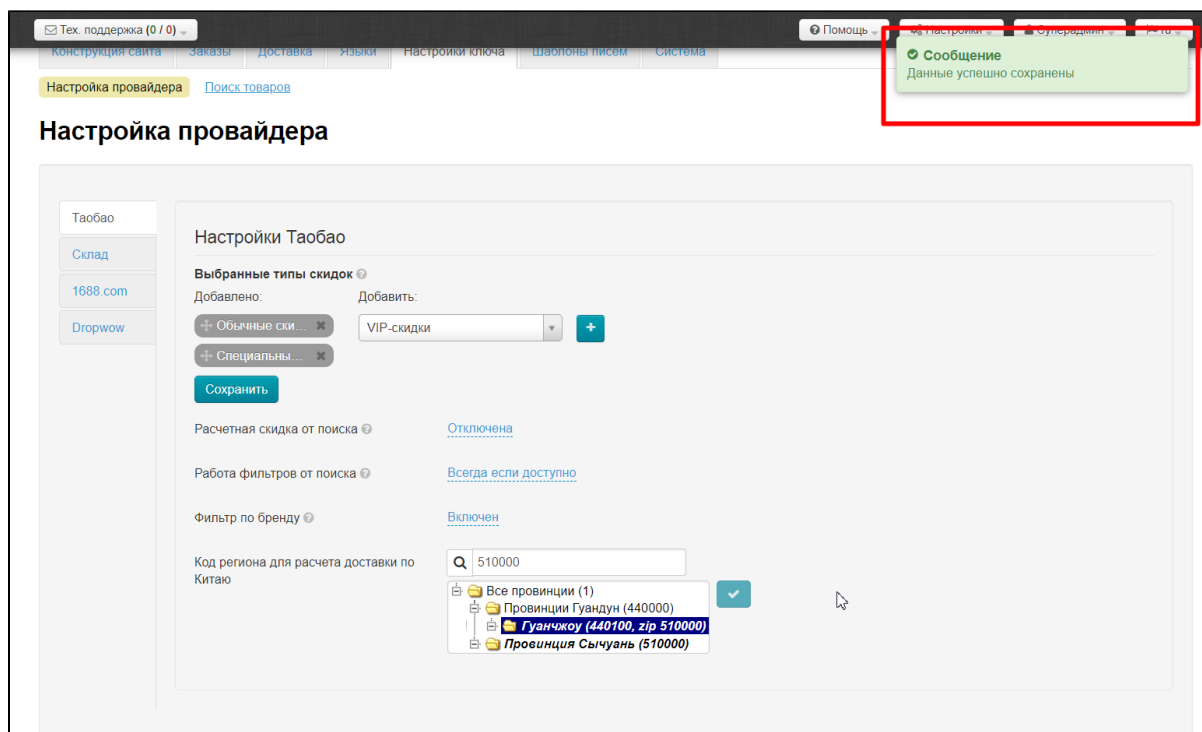 Тех. поддержка (0 / 0)
Помощь
Настройки
Суперадмин
ru
Конструкция сайта
Заказы
Доставка
Языки
Настройки ключа
Шаблоны писем
Система
Сообщение
Данные успешно сохранены
Настройка провайдера
Поиск товаров
Настройка провайдера
Таобао
Склад
1688.com
Dropwow
Настройки Таобао
Выбранные типы скидок
Добавлено:
Добавить:
Обычные ски...
VIP-скидки
Специальны...
Сохранить
Расчетная скидка от поиска
Отключена
Работа фильтров от поиска
Всегда если доступно
Фильтр по бренду
Включен
Код региона для расчета доставки по
Китаю
510000
Все провинции (1)
Провинции Гуандун (440000)
Гуанчжоу (440100, zip 510000)
Провинция Сычуань (510000)